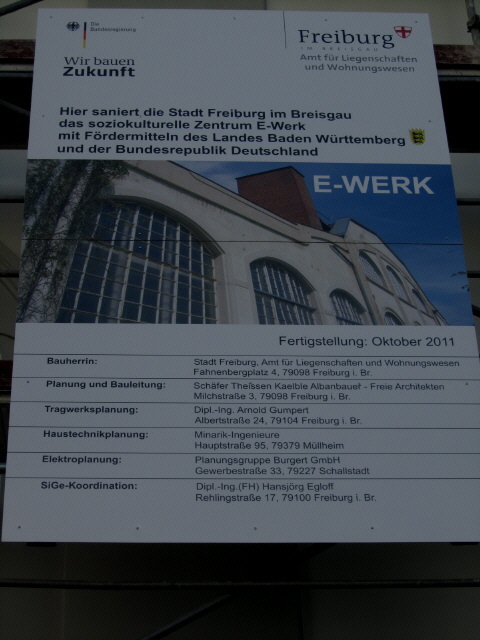 Die
Bundesregierung
Wir bauen
Zukunft
Freiburg
IM BREISGAU
Amt für Liegenschaften
und Wohnungswesen
Hier saniert die Stadt Freiburg im Breisgau
das soziokulturelle Zentrum E-Werk
mit Fördermitteln des Landes Baden Württemberg
und der Bundesrepublik Deutschland
E-WERK
Fertigstellung: Oktober 2011
Bauherrin: Stadt Freiburg, Amt für Liegenschaften und Wohnungswesen
Fahnenbergplatz 4, 79098 Freiburg i. Br.
Planung und Bauleitung: Schäfer Theißsen Kaelble Albanbauer - Freie Architekten
Milchstraße 3, 79098 Freiburg i. Br.
Tragwerksplanung: Dipl.-Ing. Arnold Gumpert
Albertstraße 24, 79104 Freiburg i. Br.
Haustechnikplanung: Minarik-Ingenieure
Hauptstraße 95, 79379 Müllheim
Elektroplanung: Planungsgruppe Burgert GmbH
Gewerbestraße 33, 79227 Schallstadt
SiGe-Koordination: Dipl.-Ing.(FH) Hansjörg Egloff
Rehlingstraße 17, 79100 Freiburg i. Br.